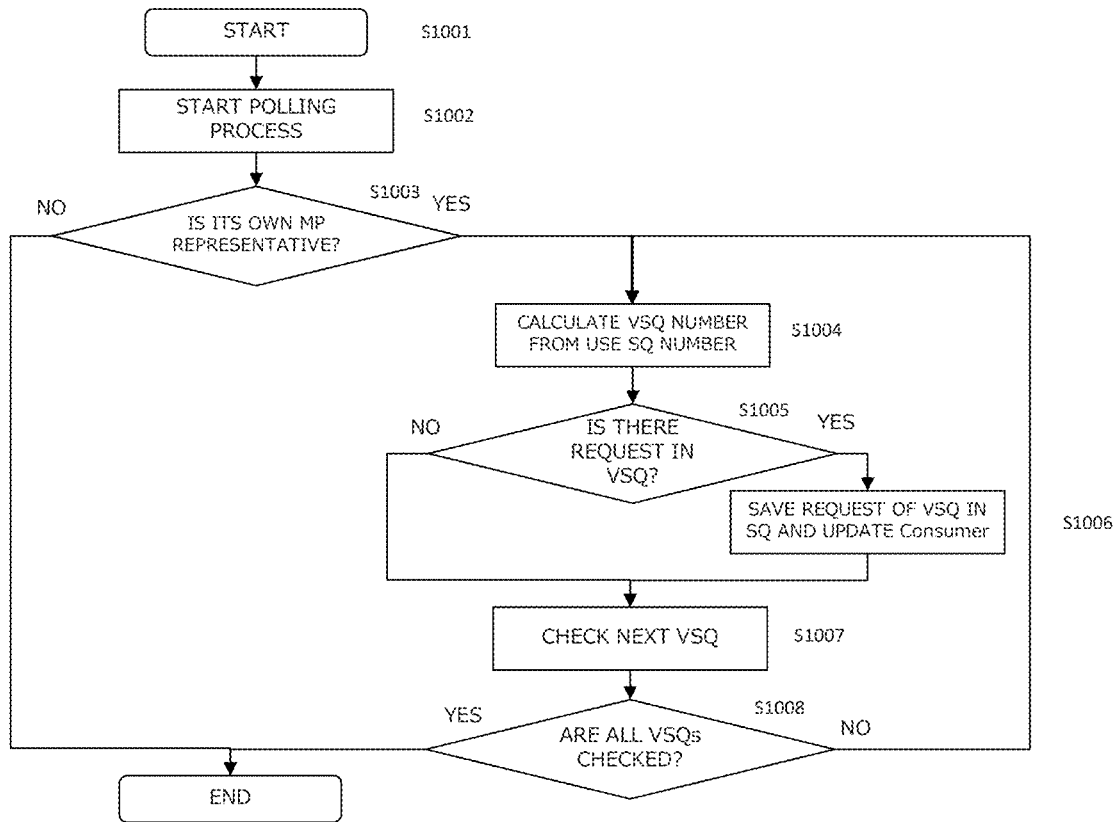 START
S1001
START POLLING
PROCESS
S1002
S1003
NO
YES
IS ITS OWN MP
REPRESENTATIVE?
CALCULATE VSQ NUMBER
FROM USE SQ NUMBER
S1004
S1005
NO
YES
IS THERE
REQUEST IN
VSQ?
SAVE REQUEST OF VSQ IN
SQ AND UPDATE Consumer
S1006
CHECK NEXT VSQ
S1007
S1008
YES
NO
ARE ALL VSQs
CHECKED?
END